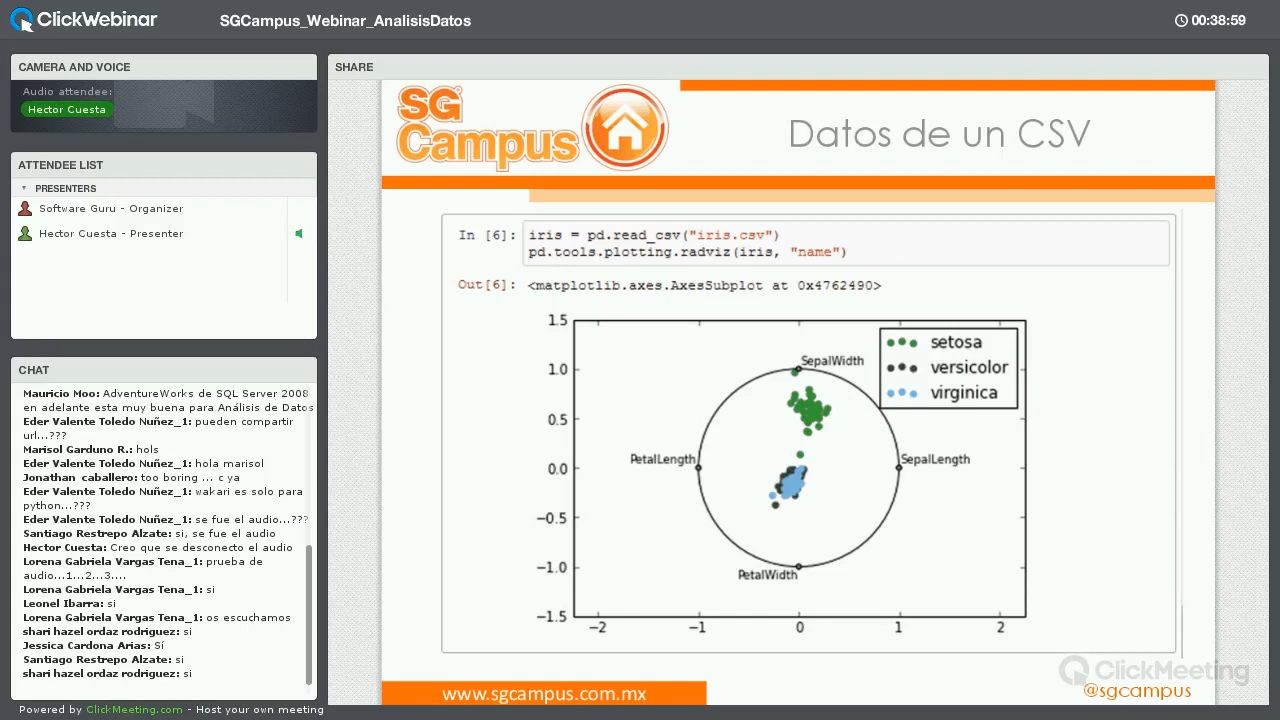 ClickWebinar
SGCampus_Webinar_AnalisisDatos
00:38:59
CAMERA AND VOICE
Audio attendee:
Hector Cuesta
ATTENDEE LIST
PRESENTERS
Software Guru - Organizer
Hector Cuesta - Presenter
CHAT
Mauricio Moo: AdventureWorks de SQL Server 2008
en adelante esta muy buena para Análisis de Datos
Eder Valente Toledo Nuñez_1: pueden compartir
url...???
Marisol Garduno R.: hols
Eder Valente Toledo Nuñez_1: hola marisol
Jonathan caballero: too boring ... c ya
Eder Valente Toledo Nuñez_1: wakari es solo para
python...???
Eder Valente Toledo Nuñez_1: se fue el audio...???
Santiago Restrepo Alzate: si, se fue el audio
Hector Cuesta: Creo que se desconecto el audio
Lorena Gabriela Vargas Tena_1: prueba de
audio...1...2...3....
Lorena Gabriela Vargas Tena_1: si
Leonel Ibarra: si
Lorena Gabriela Vargas Tena_1: os escuchamos
shari hazel ordaz rodriguez: si
Jessica Cardona Arias: Sí
Santiago Restrepo Alzate: si
shari hazel ordaz rodriguez: si
Powered by ClickMeeting.com - Host your own meeting
SHARE
SG
Campus
Datos de un CSV
In [6]: iris = pd.read_csv("iris.csv")
pd.tools.plotting.radviz(iris, "name")
Out[6]: <matplotlib.axes.AxesSubplot at 0x4762490>
1.5
1.0
0.5
0.0
−0.5
−1.0
−1.5
−2
−1
0
1
2
SepalWidth
PetalLength
SepalLength
PetalWidth
setosa
versicolor
virginica
www.sgcampus.com.mx
ClickMeeting
@sgcampus